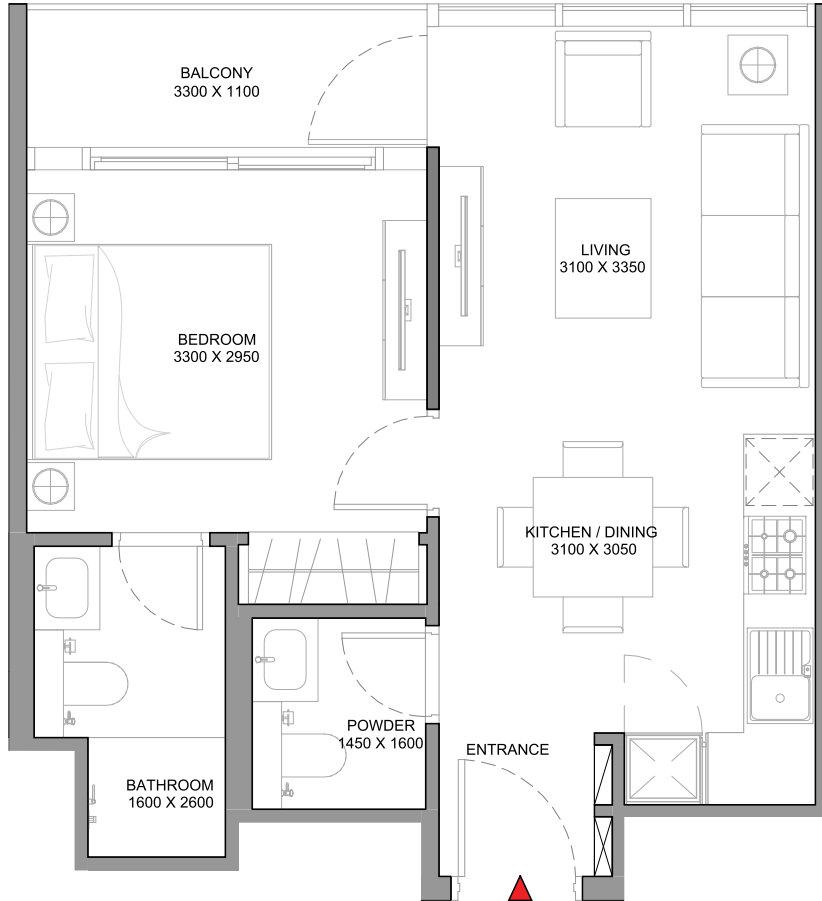 BALCONY
3300 X 1100
LIVING
3100 X 3350
BEDROOM
3300 X 2950
KITCHEN / DINING
3100 X 3050
POWDER
1450 X 1600
ENTRANCE
BATHROOM
1600 X 2600